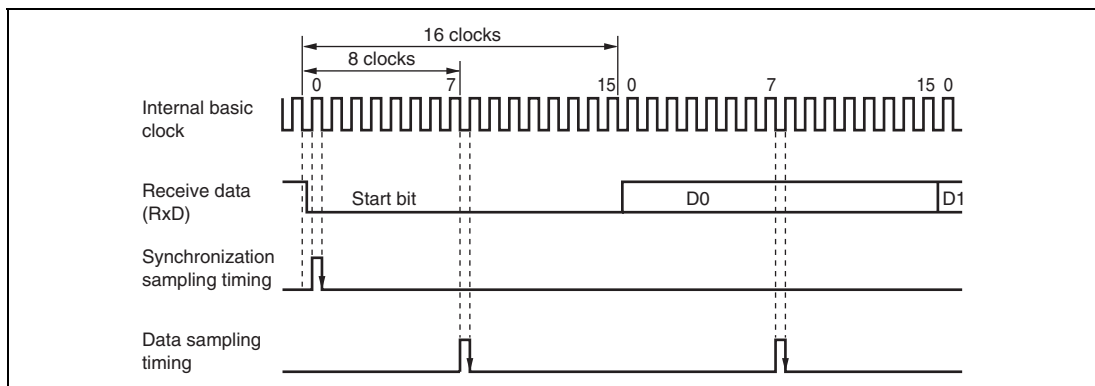 16 clocks
8 clocks
0 7 15 0 7 15 0
Internal basic
clock
Receive data
(RxD)
Start bit D0 D1
Synchronization
sampling timing
Data sampling
timing